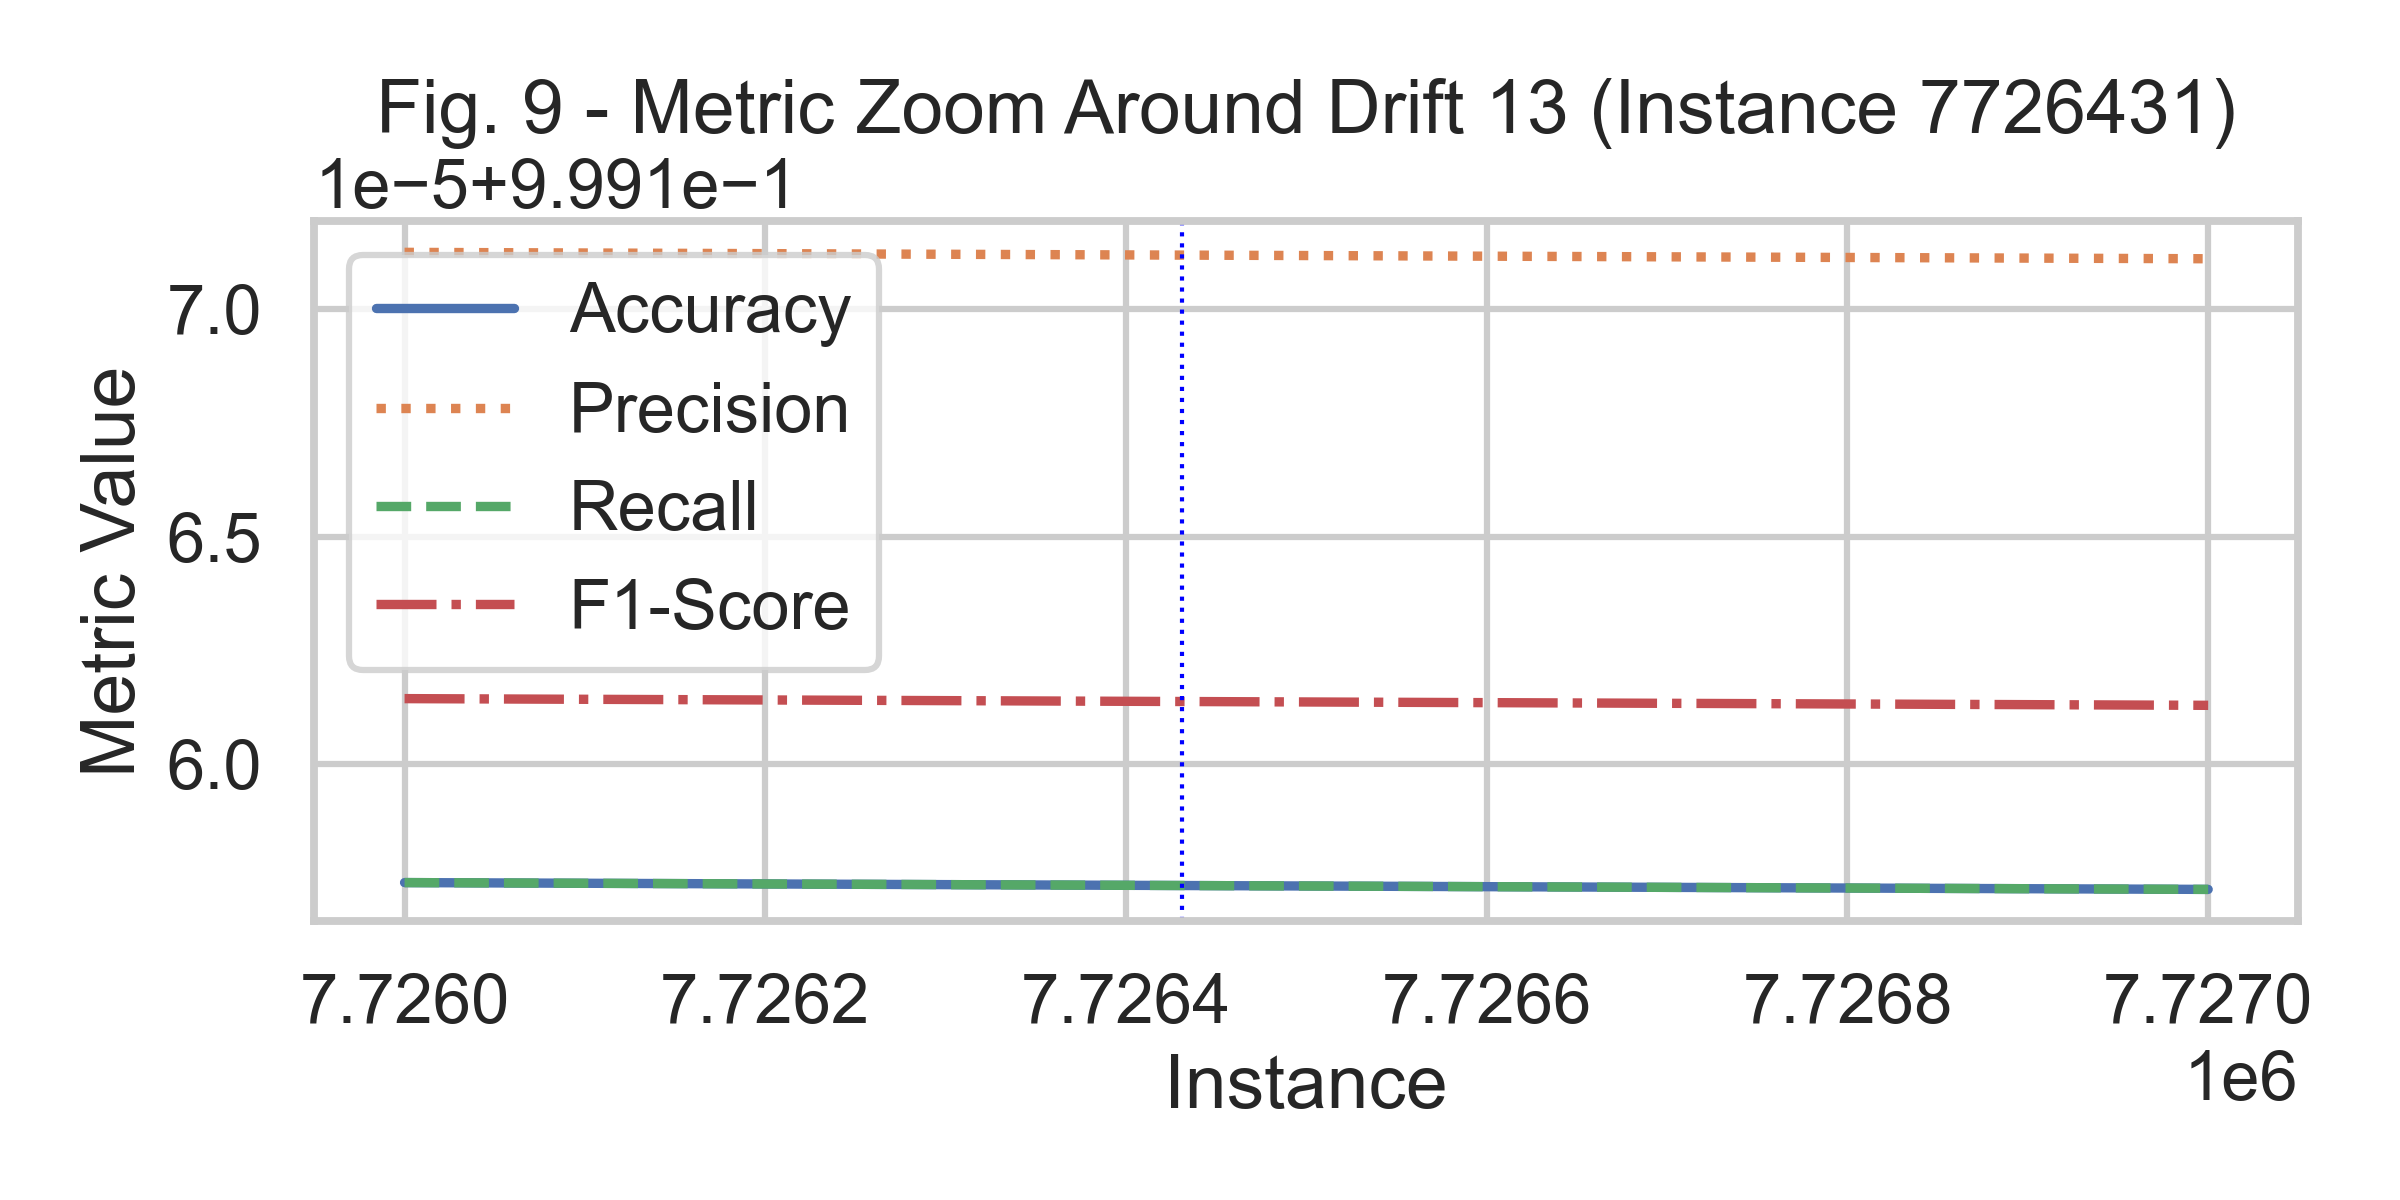 Fig. 9 - Metric Zoom Around Drift 13 (Instance 7726431)
1e−5+9.991e−1
7.0
6.5
6.0
Metric Value
Accuracy
Precision
Recall
F1-Score
7.7260 7.7262 7.7264 7.7266 7.7268 7.7270
1e6
Instance